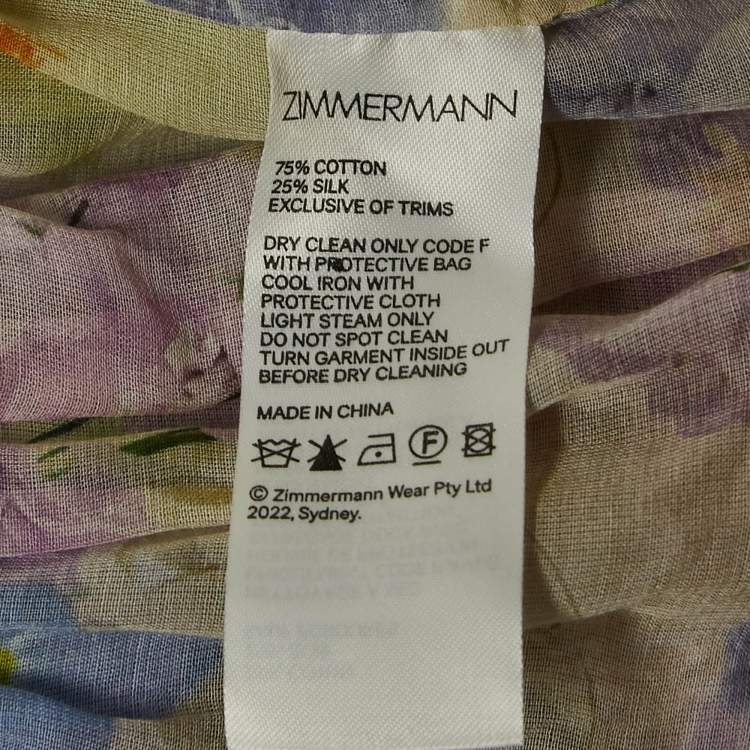 ZIMMERMANN
75% COTTON
25% SILK
EXCLUSIVE OF TRIMS
DRY CLEAN ONLY CODE F
WITH PROTECTIVE BAG
COOL IRON WITH
PROTECTIVE CLOTH
LIGHT STEAM ONLY
DO NOT SPOT CLEAN
TURN GARMENT INSIDE OUT
BEFORE DRY CLEANING
MADE IN CHINA
F
© Zimmermann Wear Pty Ltd
2022, Sydney.